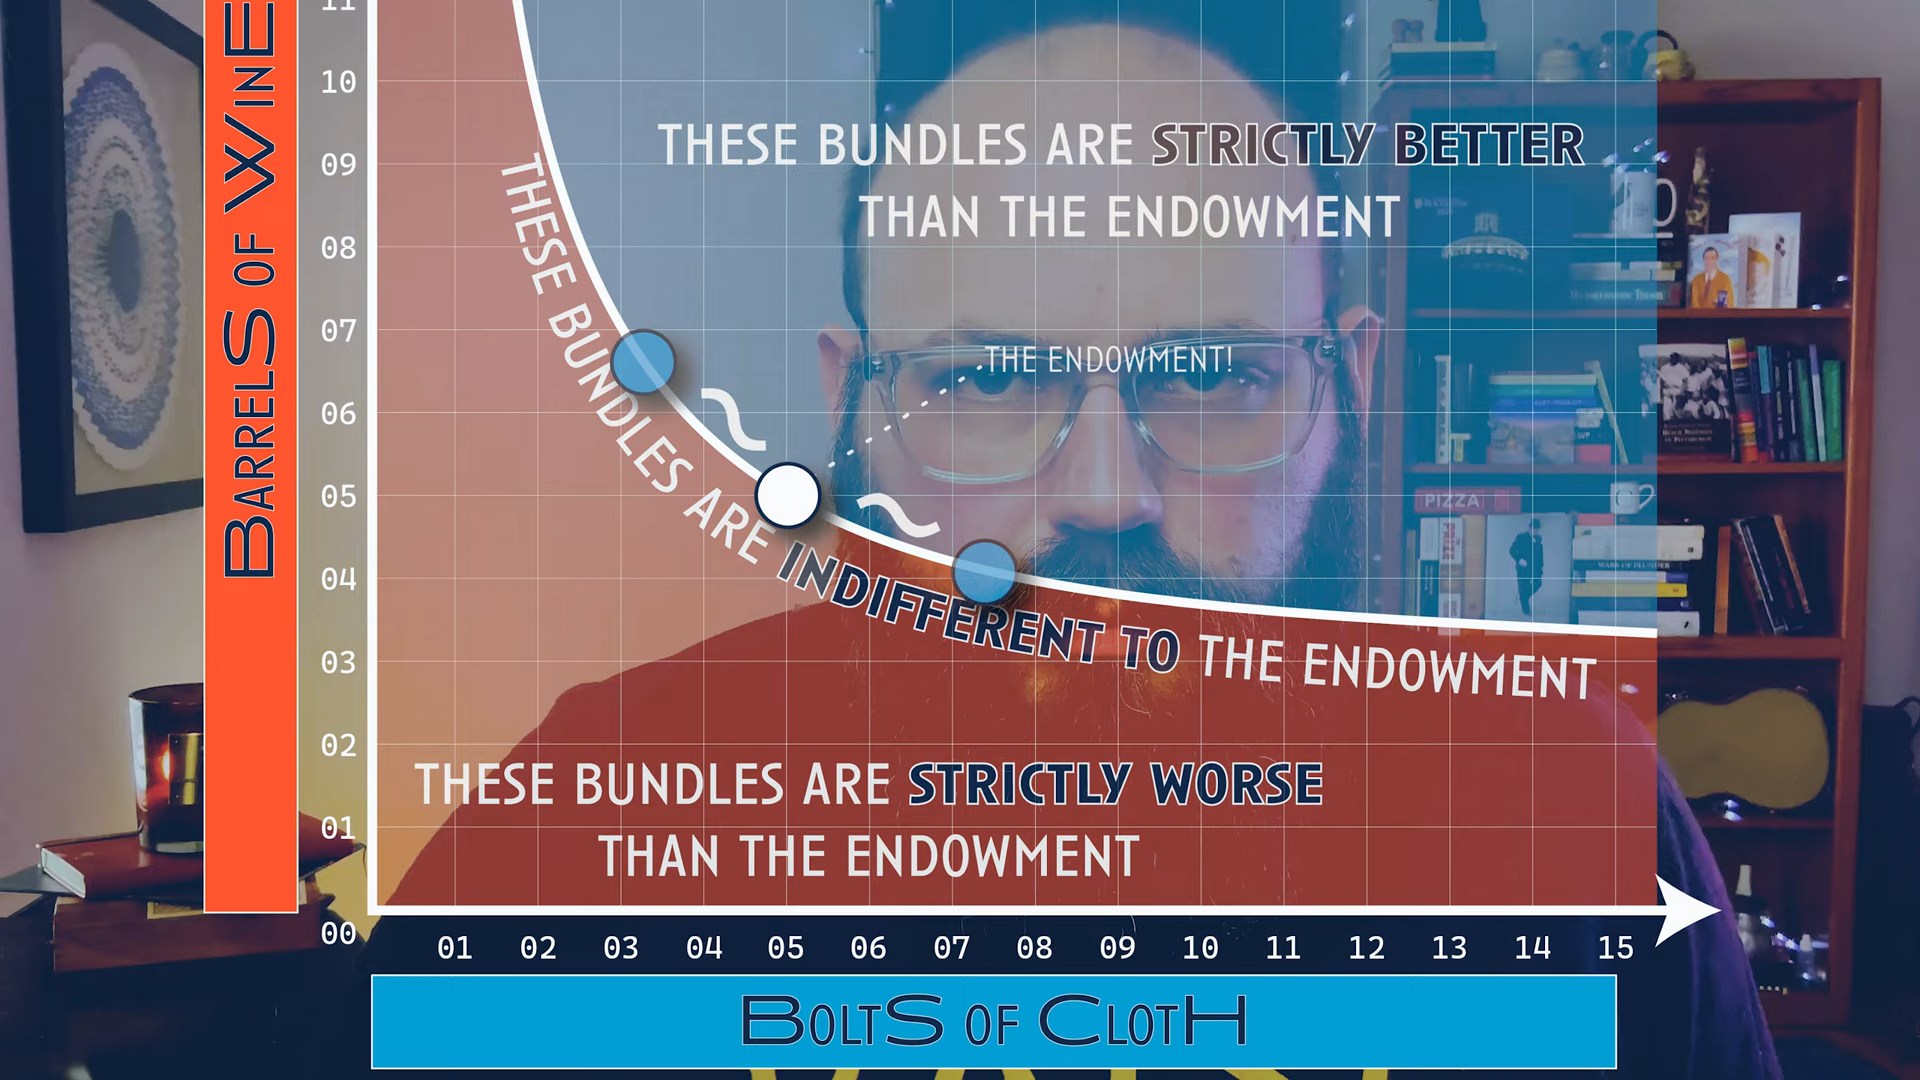 BARRELS OF WINE
11
10
09
08
07
06
05
04
03
02
01
00
THESE BUNDLES ARE STRICTLY BETTER
THAN THE ENDOWMENT
THE ENDOWMENT!
THESE BUNDLES ARE INDIFFERENT TO THE ENDOWMENT
~
~
THESE BUNDLES ARE STRICTLY WORSE
THAN THE ENDOWMENT
PIZZA
01 02 03 04 05 06 07 08 09 10 11 12 13 14 15
BOLTS OF CLOTH